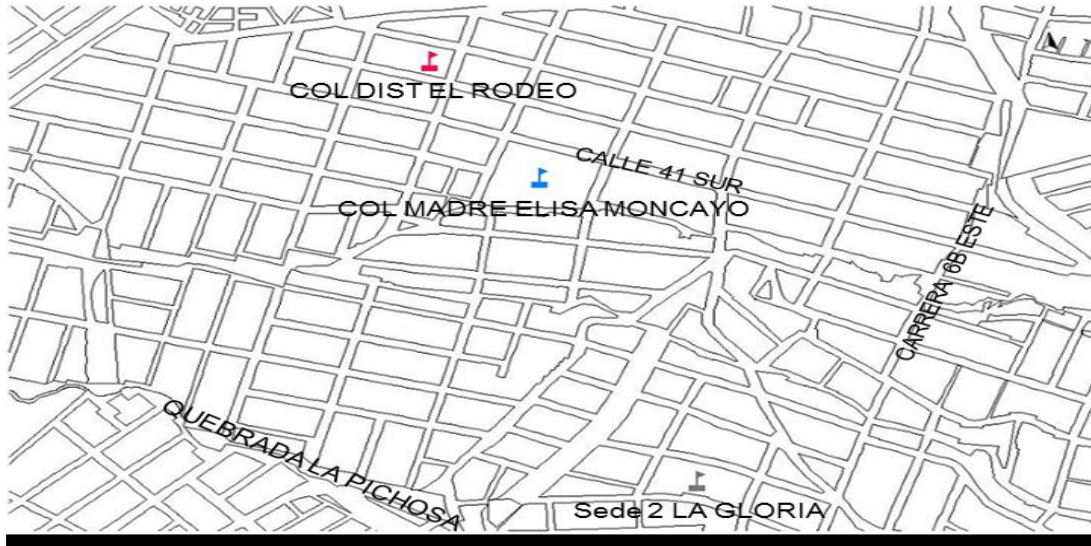 COL DIST EL RODEO
CALLE 41 SUR
COL MADRE ELISA MONCAYO
CARRERA 6B ESTE
QUEBRADA LA PICHOSA
Sede 2 LA GLORIA